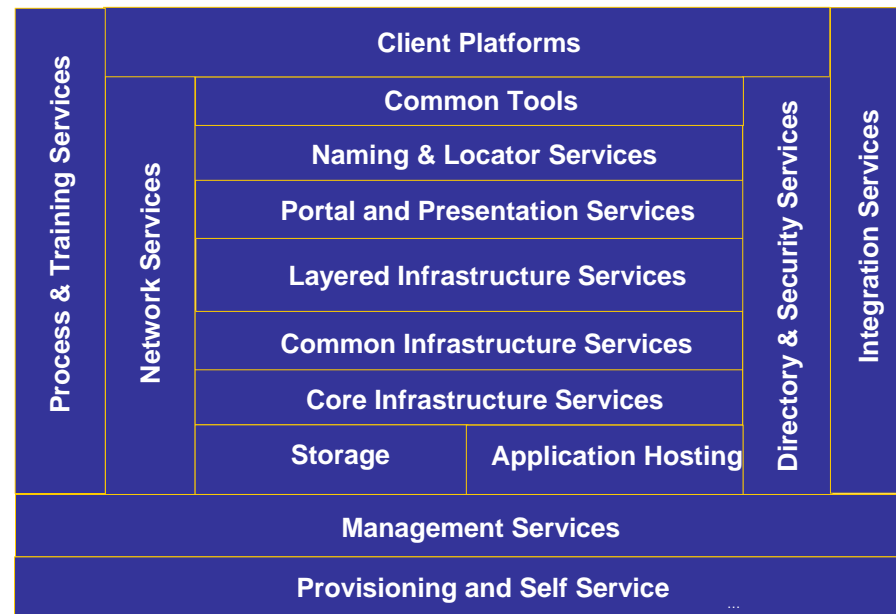 Client Platforms
Process & Training Services
Network Services
Common Tools
Naming & Locator Services
Portal and Presentation Services
Layered Infrastructure Services
Common Infrastructure Services
Core Infrastructure Services
Storage
Application Hosting
Directory & Security Services
Integration Services
Management Services
Provisioning and Self Service
...